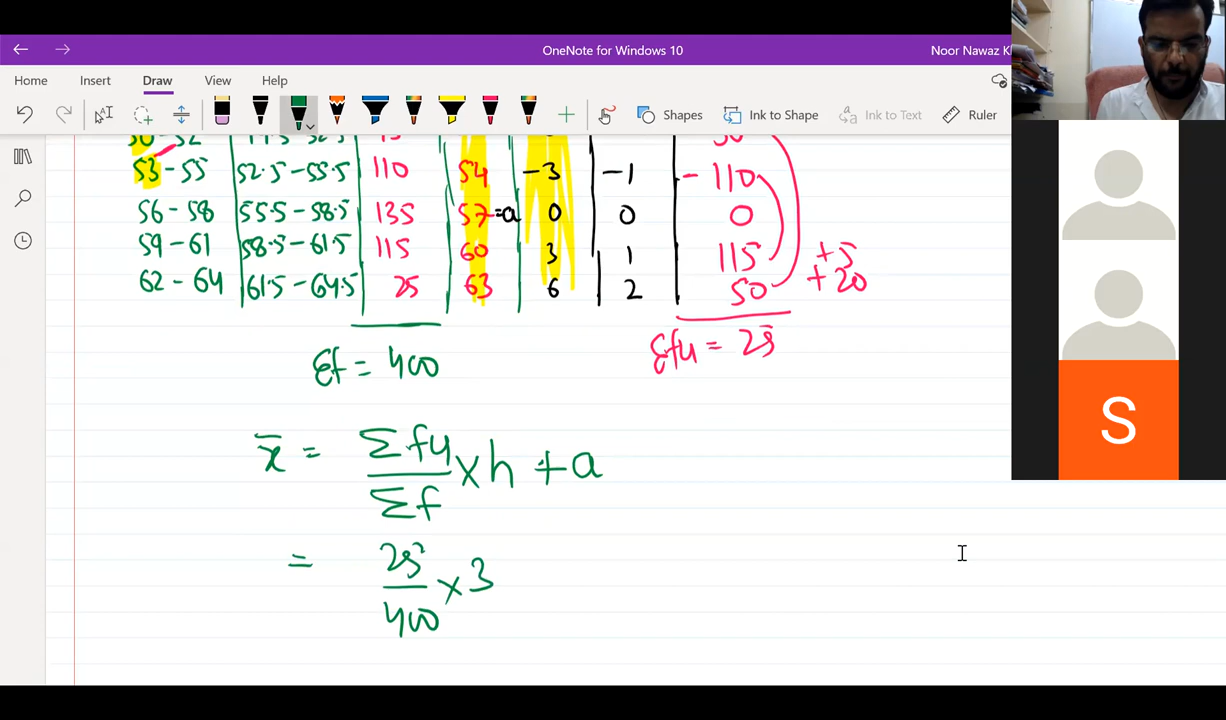 OneNote for Windows 10
Noor Nawaz K
Home Insert Draw View Help
Shapes Ink to Shape Ink to Text Ruler
53 - 55 52.5 - 55.5 110 54 -3 -1 - 110
56 - 58 55.5 - 58.5 135 57 = a 0 0 0
59 - 61 58.5 - 61.5 115 60 3 1 115 +5
62 - 64 61.5 - 64.5 25 63 6 2 50 +20
Σf = 400 Σfu = 25
x̄ = Σfu / Σf × h + a
= 25 / 400 × 3
S